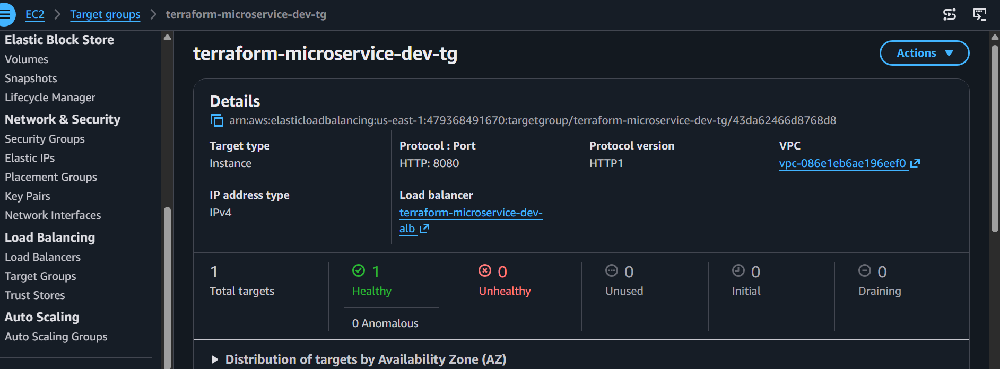 EC2 > Target groups > terraform-microservice-dev-tg
Elastic Block Store
Volumes
Snapshots
Lifecycle Manager
Network & Security
Security Groups
Elastic IPs
Placement Groups
Key Pairs
Network Interfaces
Load Balancing
Load Balancers
Target Groups
Trust Stores
Auto Scaling
Auto Scaling Groups
terraform-microservice-dev-tg
Actions
Details
arn:aws:elasticloadbalancing:us-east-1:479368491670:targetgroup/terraform-microservice-dev-tg/43da62466d8768d8
Target type
Instance
Protocol : Port
HTTP: 8080
Protocol version
HTTP1
VPC
vpc-086e1eb6ae196eef0
IP address type
IPv4
Load balancer
terraform-microservice-dev-
alb
1
Total targets
1
Healthy
0 Anomalous
0
Unhealthy
0
Unused
0
Initial
0
Draining
Distribution of targets by Availability Zone (AZ)